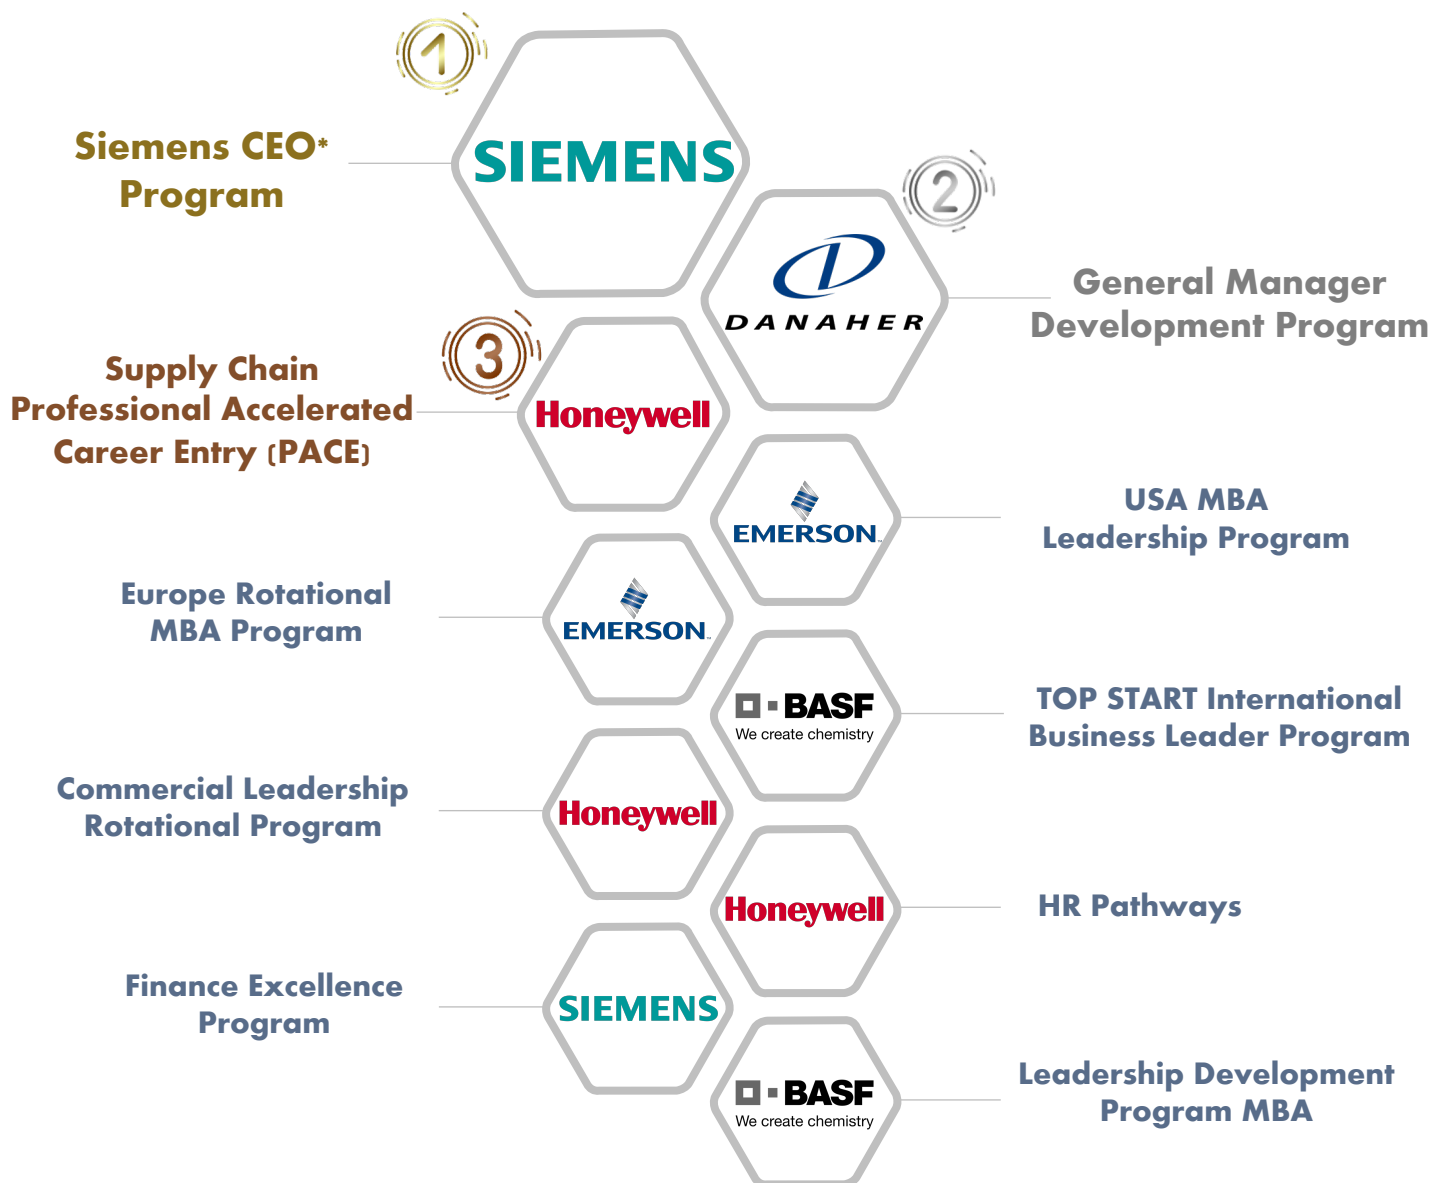 1
SIEMENS
Siemens CEO*
Program
2
DANAHER
General Manager
Development Program
3
Honeywell
Supply Chain
Professional Accelerated
Career Entry (PACE)
EMERSON™
USA MBA
Leadership Program
EMERSON™
Europe Rotational
MBA Program
BASF
We create chemistry
TOP START International
Business Leader Program
Honeywell
Commercial Leadership
Rotational Program
Honeywell
HR Pathways
SIEMENS
Finance Excellence
Program
BASF
We create chemistry
Leadership Development
Program MBA